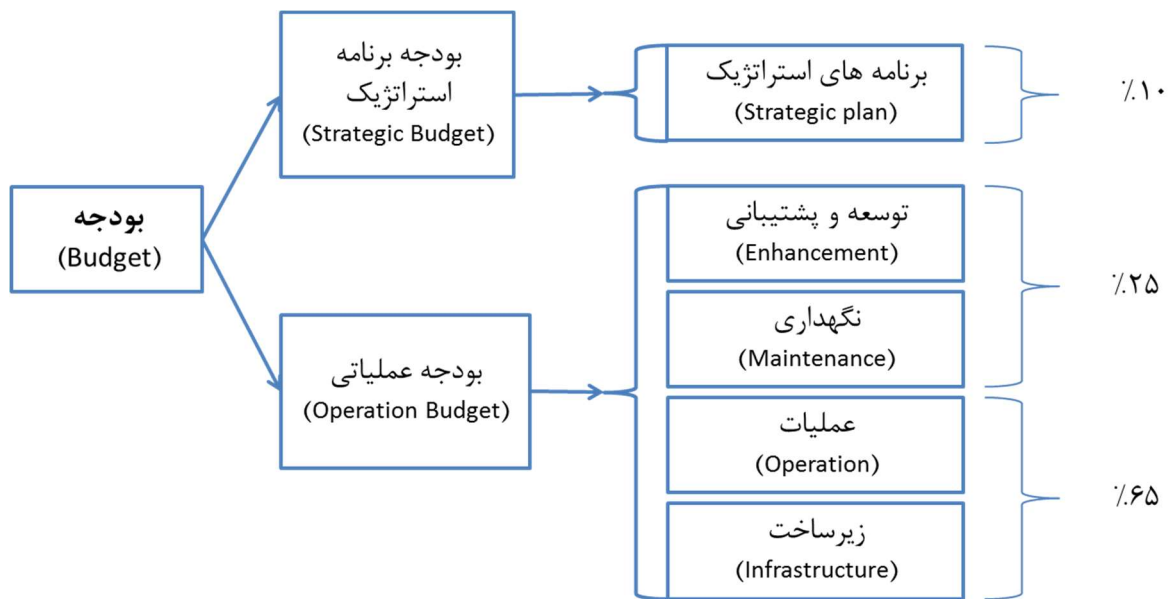 بودجه
(Budget)
بودجه برنامه
استراتژیک
(Strategic Budget)
برنامه های استراتژیک
(Strategic plan)
٪۱۰
بودجه عملیاتی
(Operation Budget)
توسعه و پشتیبانی
(Enhancement)
نگهداری
(Maintenance)
٪۲۵
عملیات
(Operation)
زیرساخت
(Infrastructure)
٪۶۵